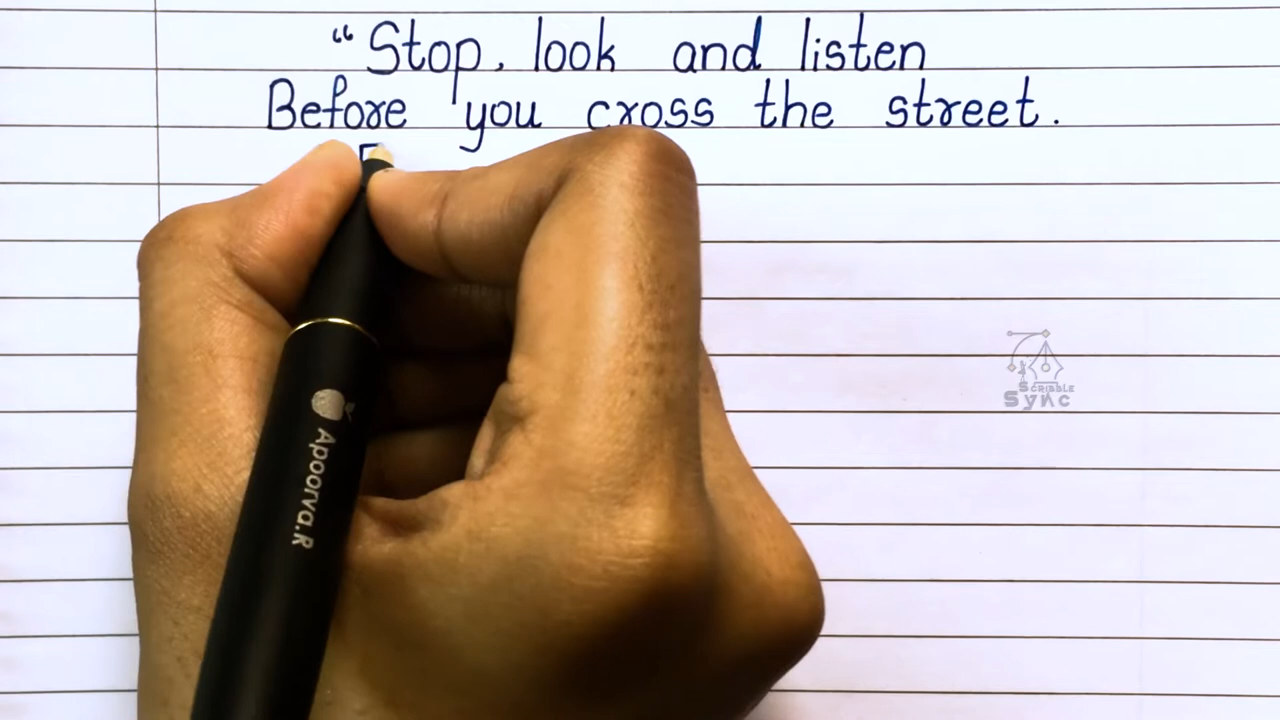 “Stop, look and listen
Before you cross the street.
Apoorva.R
Scribble
Sync